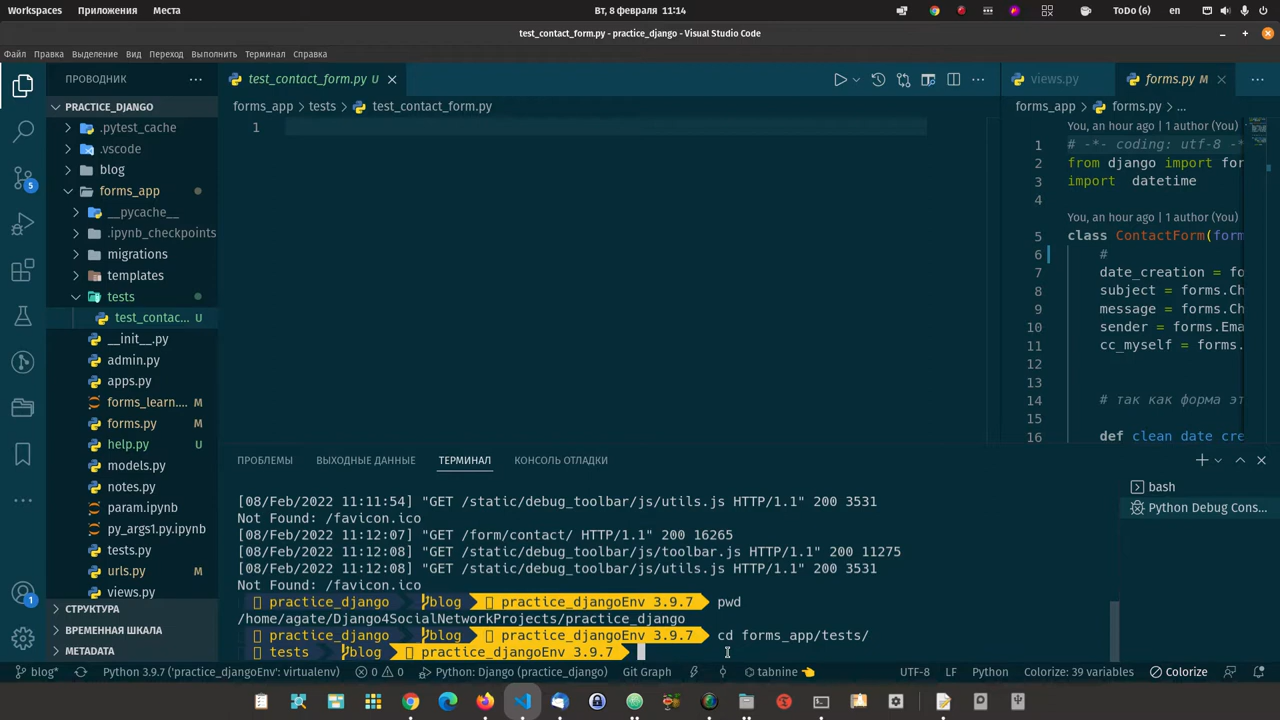 Workspaces Приложения Места Вт, 8 февраля 11:14 ToDo (6) en
test_contact_form.py - practice_django - Visual Studio Code
Файл Правка Выделение Вид Переход Выполнить Терминал Справка
ПРОВОДНИК ··· test_contact_form.py U views.py forms.py M ···
PRACTICE_DJANGO forms_app tests test_contact_form.py forms_app forms.py ...
.pytest_cache
.vscode
blog
forms_app
__pycache__
.ipynb_checkpoints
migrations
templates
tests
test_contac... U
__init__.py
admin.py
apps.py
forms_learn.... M
forms.py M
help.py U
models.py
notes.py
param.ipynb
py_args1.py.ipynb
tests.py
urls.py M
views.py
СТРУКТУРА
ВРЕМЕННАЯ ШКАЛА
METADATA
1
You, an hour ago | 1 author (You)
1 # -*- coding: utf-8 -*
2 from django import for
3 import datetime
4
You, an hour ago | 1 author (You)
5 class ContactForm(form
6 #
7 date_creation = fo
8 subject = forms.Ch
9 message = forms.Ch
10 sender = forms.Ema
11 cc_myself = forms.
12
13
14 # так как форма эт
15
16 def clean_date_cre
ПРОБЛЕМЫ ВЫХОДНЫЕ ДАННЫЕ ТЕРМИНАЛ КОНСОЛЬ ОТЛАДКИ
[08/Feb/2022 11:11:54] "GET /static/debug_toolbar/js/utils.js HTTP/1.1" 200 3531
Not Found: /favicon.ico
[08/Feb/2022 11:12:07] "GET /form/contact/ HTTP/1.1" 200 16265
[08/Feb/2022 11:12:08] "GET /static/debug_toolbar/js/toolbar.js HTTP/1.1" 200 11275
[08/Feb/2022 11:12:08] "GET /static/debug_toolbar/js/utils.js HTTP/1.1" 200 3531
Not Found: /favicon.ico
practice_django blog practice_djangoEnv 3.9.7 pwd
/home/agate/Django4SocialNetworkProjects/practice_django
practice_django blog practice_djangoEnv 3.9.7 cd forms_app/tests/
tests blog practice_djangoEnv 3.9.7
bash
Python Debug Cons...
5
1
blog* Python 3.9.7 ('practice_djangoEnv': virtualenv) 0 0 Python: Django (practice_django) Git Graph tabnine UTF-8 LF Python Colorize Colorize: 39 variables